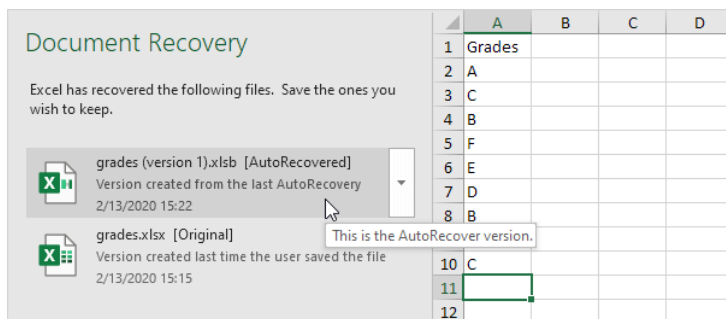 Document Recovery
Excel has recovered the following files.  Save the ones you
wish to keep.
grades (version 1).xlsb  [AutoRecovered]
Version created from the last AutoRecovery
2/13/2020 15:22
This is the AutoRecover version.
grades.xlsx  [Original]
Version created last time the user saved the file
2/13/2020 15:15
A B C D
1 Grades
2 A
3 C
4 B
5 F
6 E
7 D
8 B
10 C
11
12